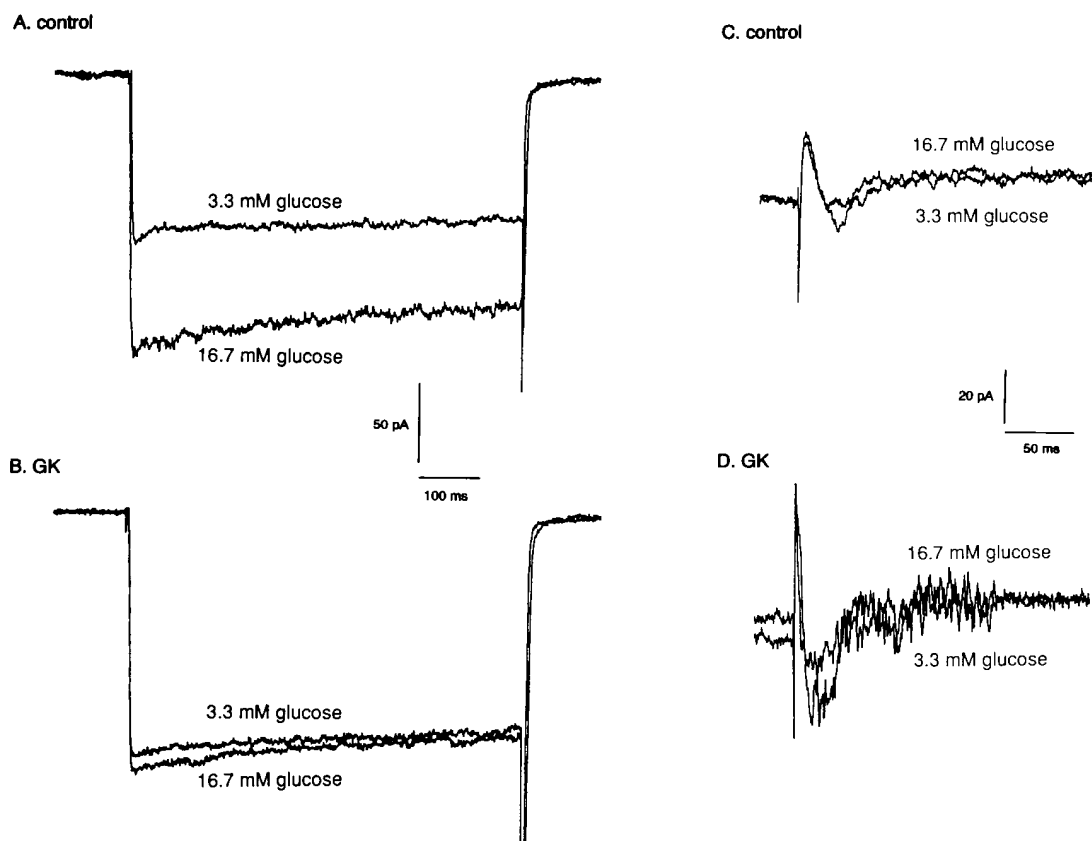 A. control
3.3 mM glucose
16.7 mM glucose
50 pA
100 ms
B. GK
3.3 mM glucose
16.7 mM glucose
C. control
16.7 mM glucose
3.3 mM glucose
20 pA
50 ms
D. GK
16.7 mM glucose
3.3 mM glucose